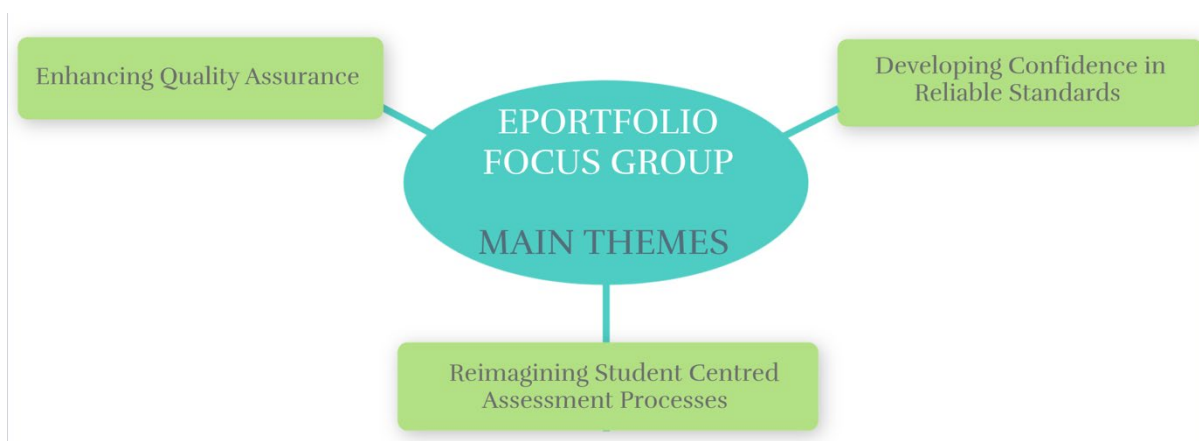 Enhancing Quality Assurance
Developing Confidence in
Reliable Standards
EPORTFOLIO
FOCUS GROUP
MAIN THEMES
Reimagining Student Centred
Assessment Processes